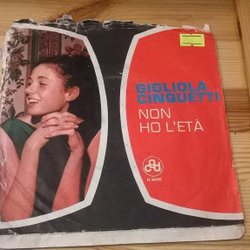 GIGLIOLA
CINQUETTI
NON
HO L'ETÀ